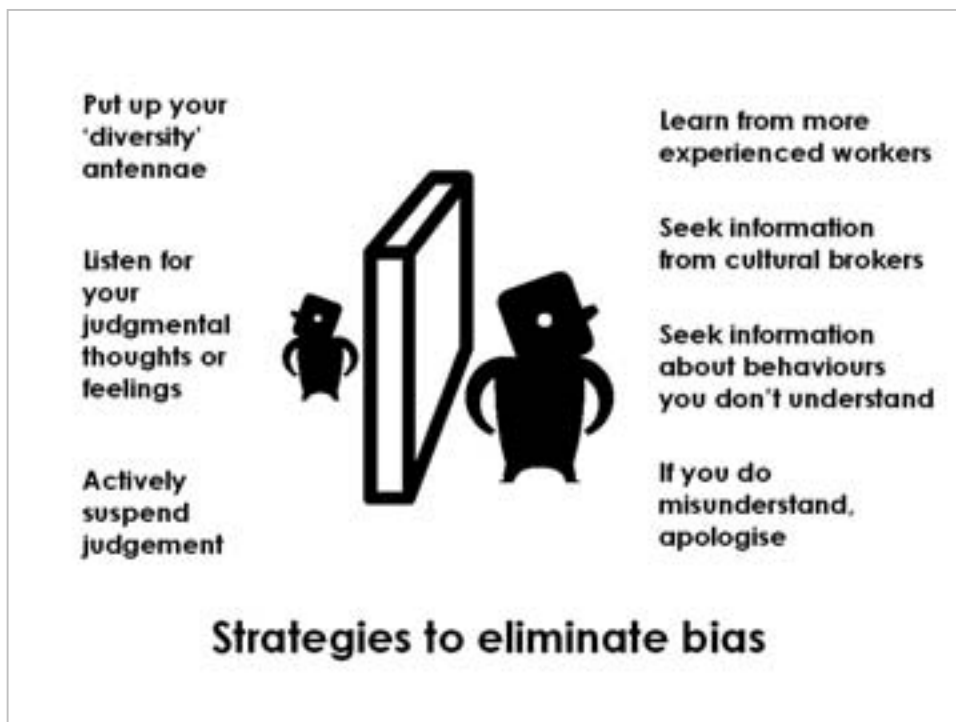 Put up your
‘diversity’
antennae
Listen for
your
judgmental
thoughts or
feelings
Actively
suspend
judgement
Learn from more
experienced workers
Seek information
from cultural brokers
Seek information
about behaviours
you don’t understand
If you do
misunderstand,
apologise
Strategies to eliminate bias